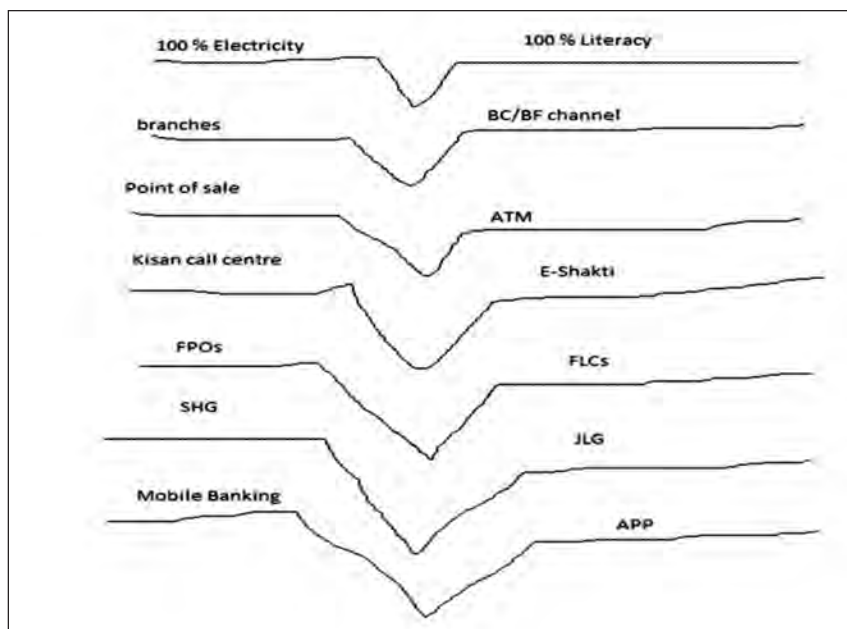 100 % Electricity 100 % Literacy
branches BC/BF channel
Point of sale ATM
Kisan call centre E-Shakti
FPOs FLCs
SHG JLG
Mobile Banking APP